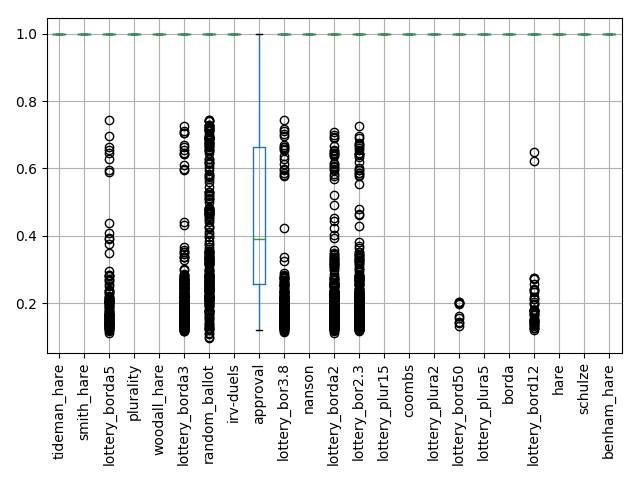 1.0
0.8
0.6
0.4
0.2
tideman_hare
smith_hare
lottery_borda5
plurality
woodall_hare
lottery_borda3
random_ballot
irv-duels
approval
lottery_bor3.8
nanson
lottery_borda2
lottery_bor2.3
lottery_plur15
coombs
lottery_plura2
lottery_bord50
lottery_plura5
borda
lottery_bord12
hare
schulze
benham_hare